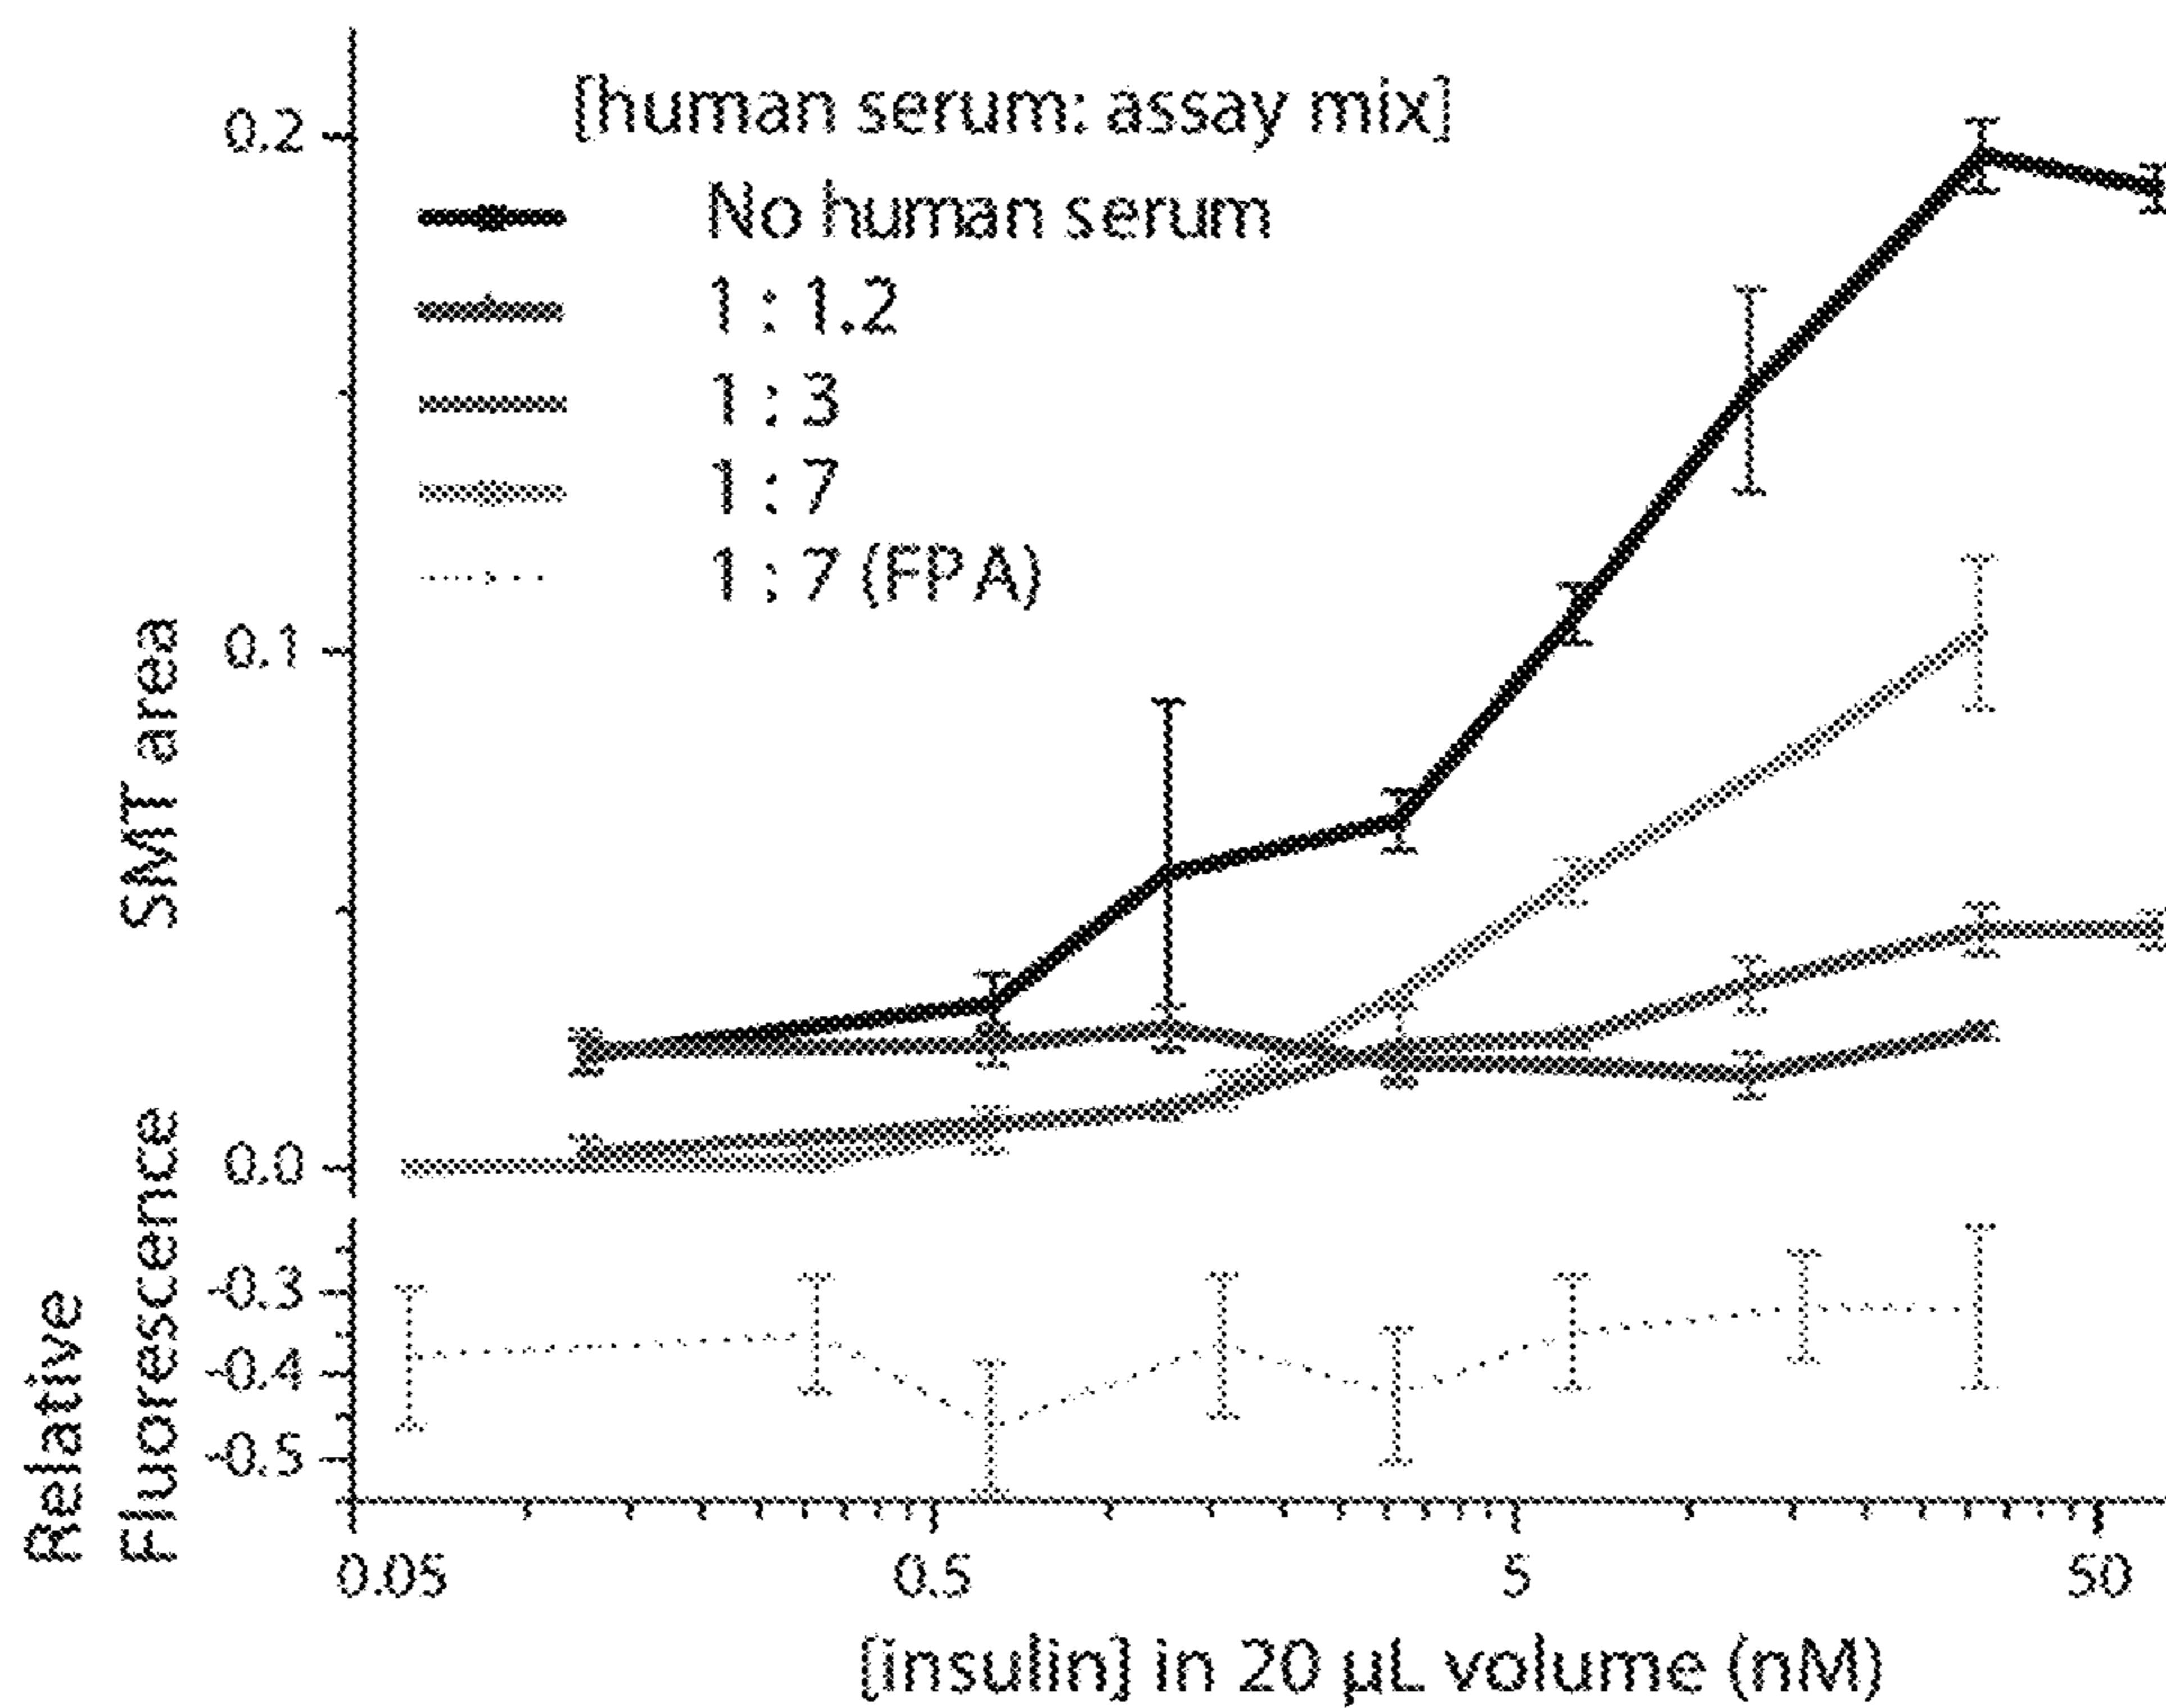 [human serum: assay mix]
No human serum
1 : 1.2
1 : 3
1 : 7
1 : 7 (FPA)
SMT area
0.2
0.1
0.0
Relative
Fluorescence
-0.3
-0.4
-0.5
0.05 0.5 5 50
[insulin] in 20 µL volume (nM)